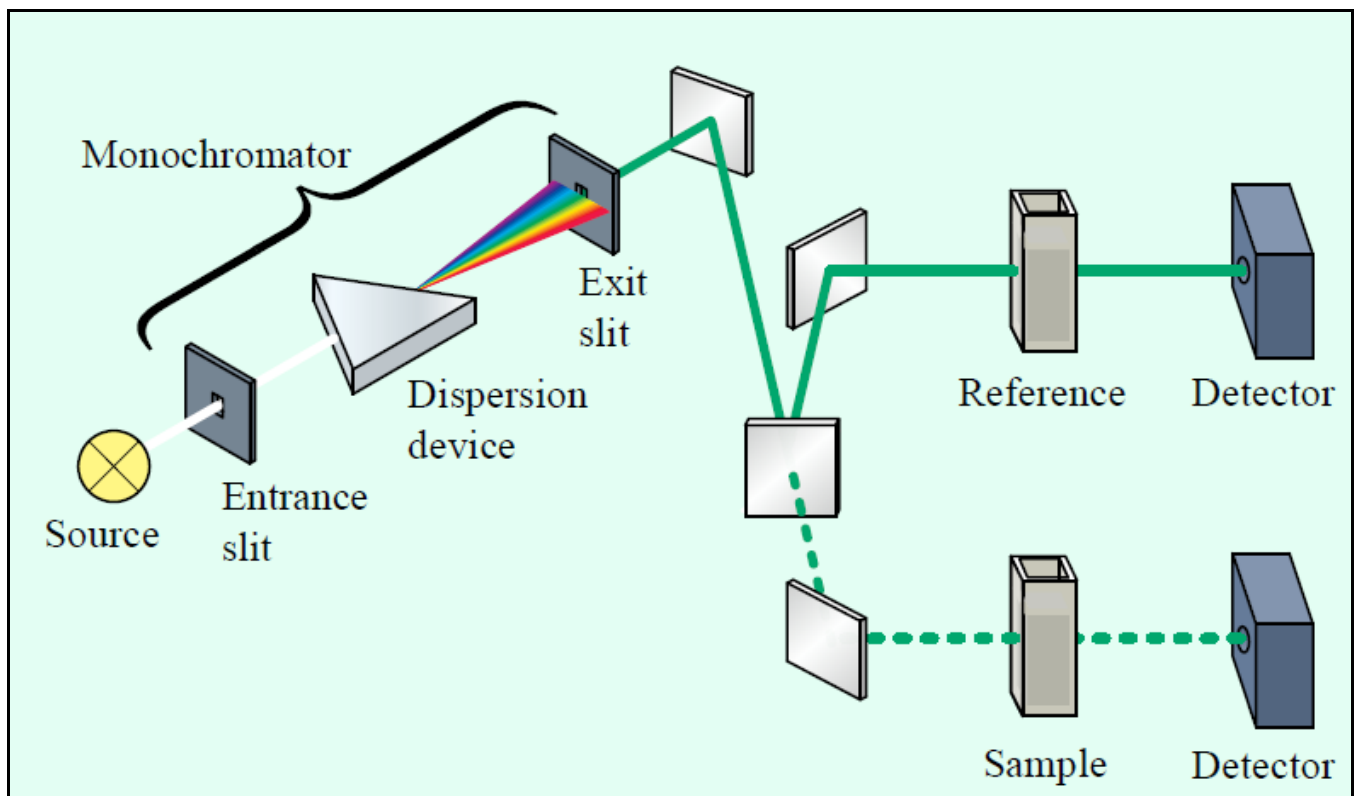 Monochromator
Exit
slit
Dispersion
device
Entrance
slit
Source
Reference
Detector
Sample
Detector